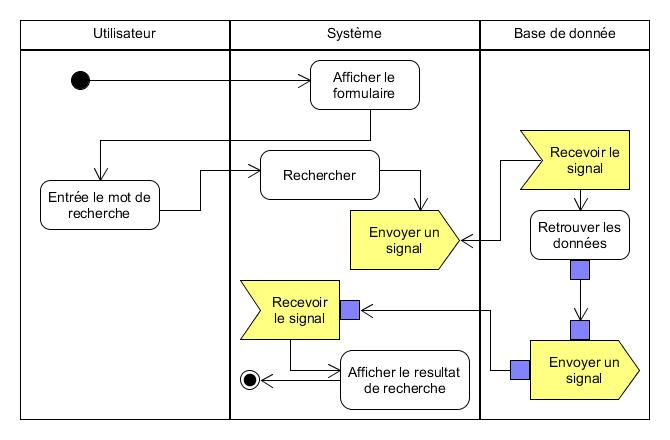 Utilisateur
Système
Base de donnée
Afficher le
formulaire
Recevoir le
signal
Entrée le mot de
recherche
Rechercher
Retrouver les
données
Envoyer un
signal
Recevoir
le signal
Afficher le resultat
de recherche
Envoyer un
signal